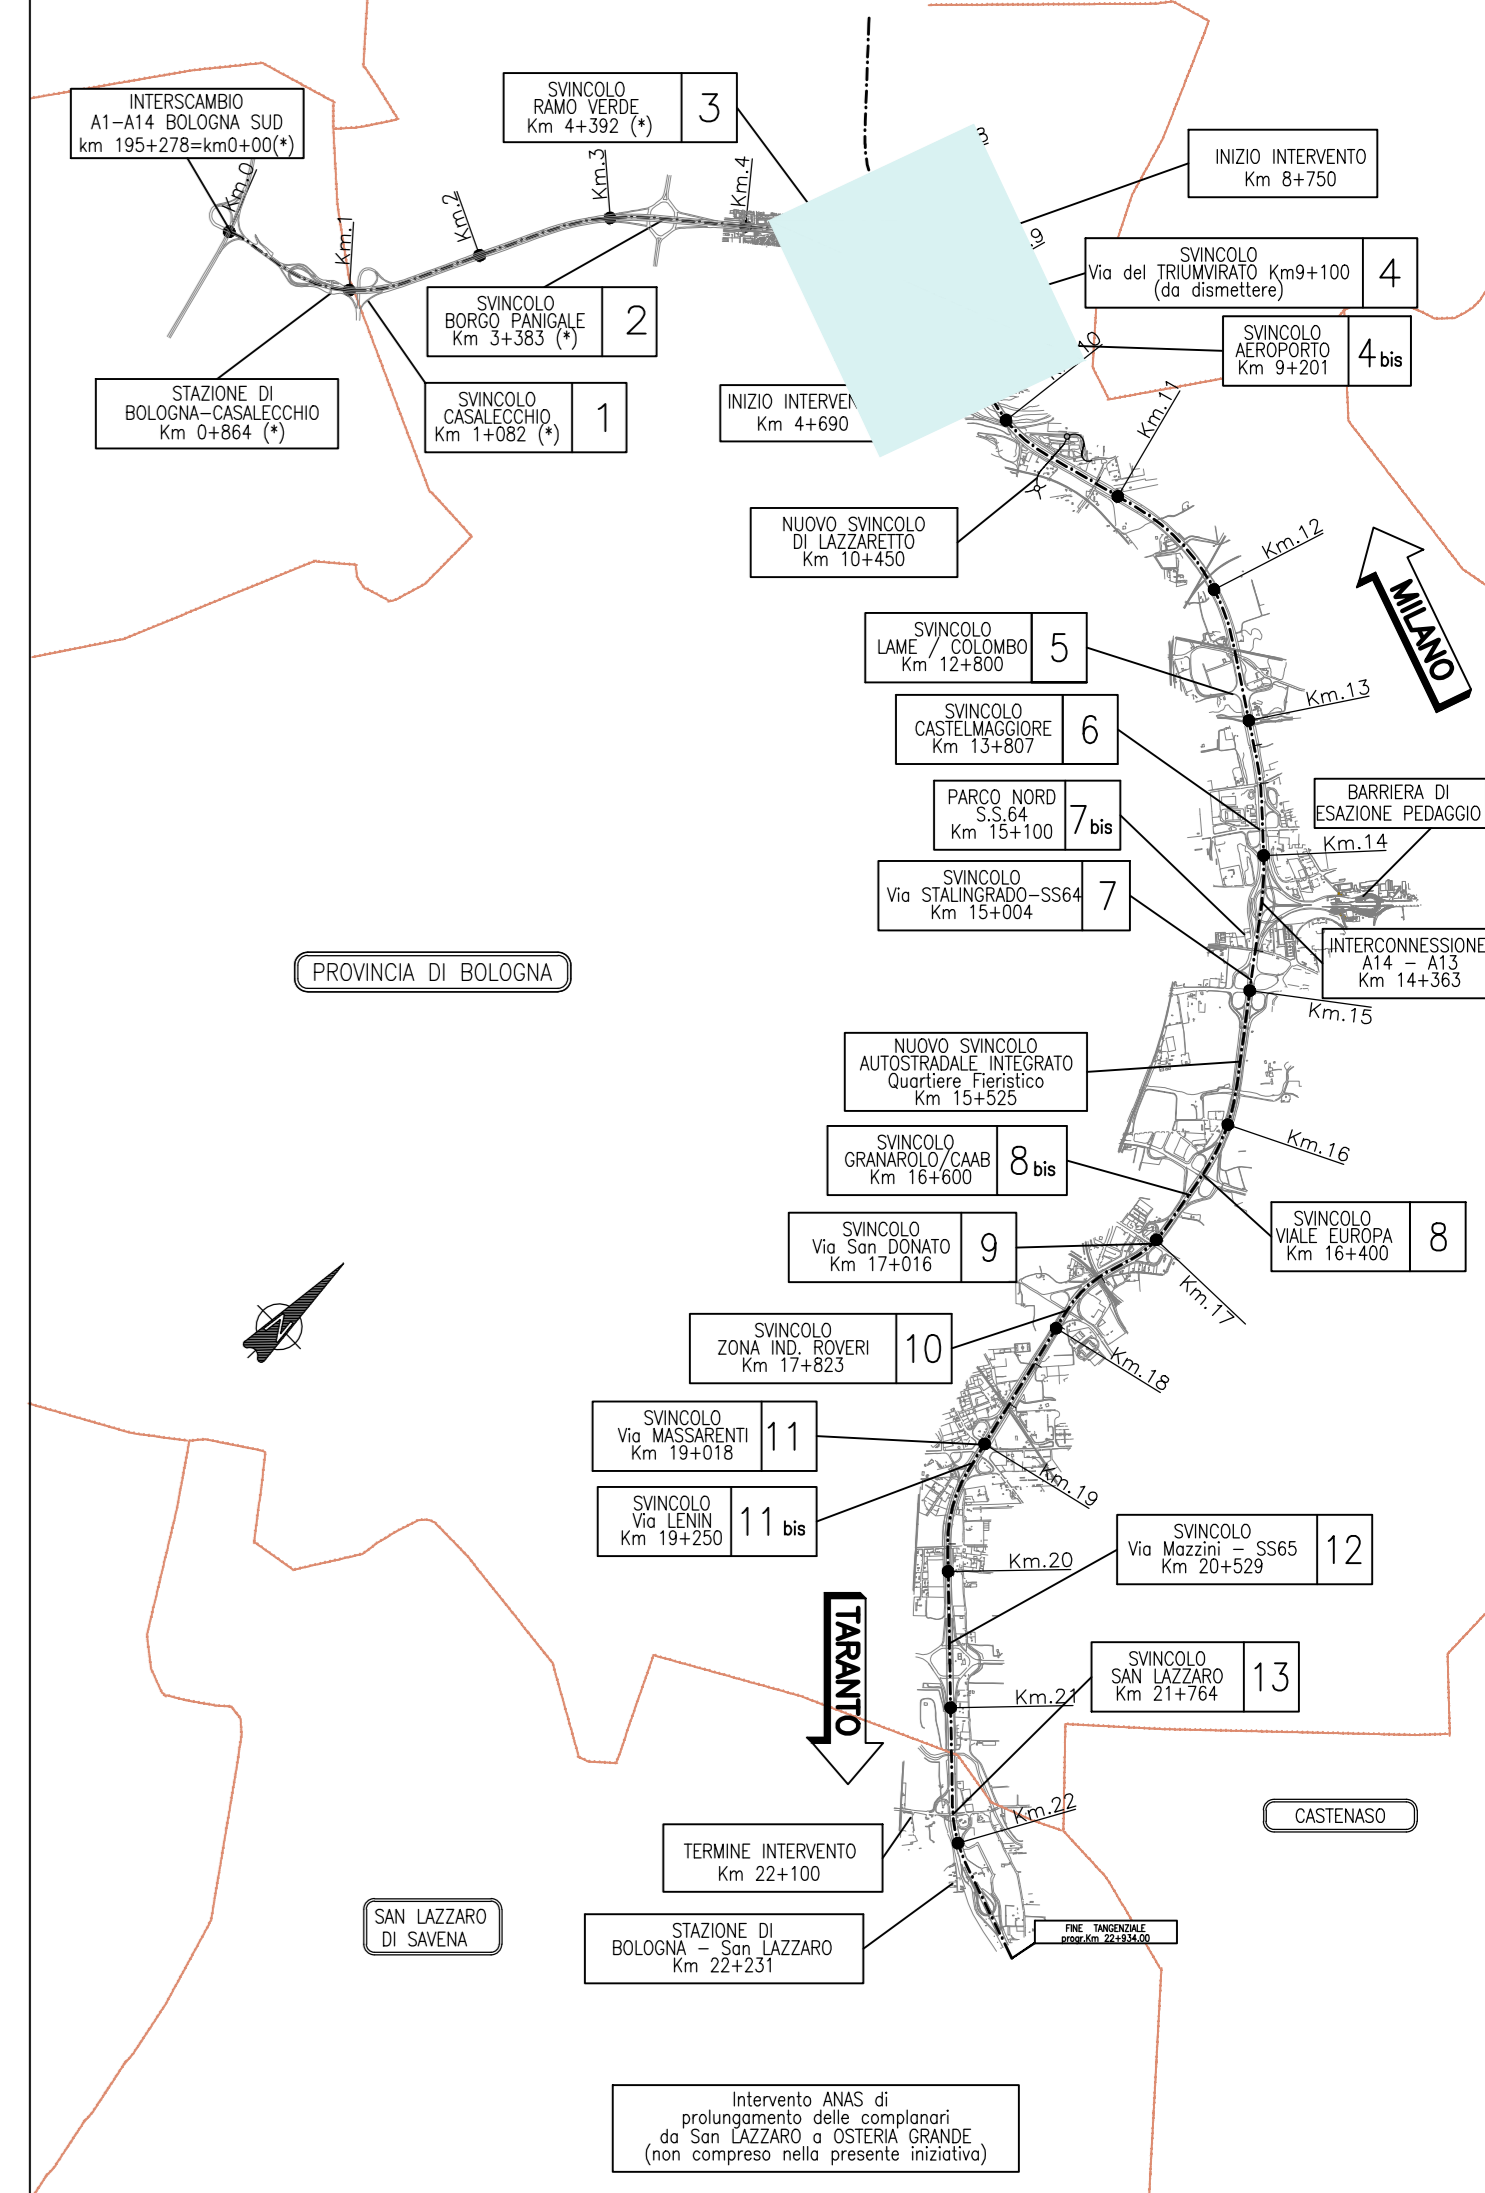 INTERSCAMBIO
A1-A14 BOLOGNA SUD
km 195+278=km0+00(*)
SVINCOLO
RAMO VERDE
Km 4+392 (*)
3
INIZIO INTERVENTO
Km 8+750
Km.0
Km.1
Km.2
Km.3
Km.4
SVINCOLO
Via del TRIUMVIRATO Km9+100
(da dismettere)
4
SVINCOLO
BORGO PANIGALE
Km 3+383 (*)
2
SVINCOLO
AEROPORTO
Km 9+201
4 bis
STAZIONE DI
BOLOGNA-CASALECCHIO
Km 0+864 (*)
SVINCOLO
CASALECCHIO
Km 1+082 (*)
1
INIZIO
Km 4+690
Km.11
NUOVO SVINCOLO
DI LAZZARETTO
Km 10+450
Km.12
MILANO
SVINCOLO
LAME / COLOMBO
Km 12+800
5
Km.13
SVINCOLO
CASTELMAGGIORE
Km 13+807
6
PARCO NORD
S.S.64
Km 15+100
7 bis
BARRIERA DI
ESAZIONE PEDAGGIO
Km.14
SVINCOLO
Via STALINGRADO-SS64
Km 15+004
7
INTERCONNESSIONE
A14 - A13
Km 14+363
PROVINCIA DI BOLOGNA
Km.15
NUOVO SVINCOLO
AUTOSTRADALE INTEGRATO
Quartiere Fieristico
Km 15+525
Km.16
SVINCOLO
GRANAROLO/CAAB
Km 16+600
8 bis
SVINCOLO
VIALE EUROPA
Km 16+400
8
SVINCOLO
Via San DONATO
Km 17+016
9
Km.17
SVINCOLO
ZONA IND. ROVERI
Km 17+823
10
Km.18
SVINCOLO
Via MASSARENTI
Km 19+018
11
Km.19
SVINCOLO
Via LENIN
Km 19+250
11 bis
SVINCOLO
Via Mazzini - SS65
Km 20+529
12
Km.20
TARANTO
SVINCOLO
SAN LAZZARO
Km 21+764
13
Km.21
Km.22
CASTENASO
TERMINE INTERVENTO
Km 22+100
SAN LAZZARO
DI SAVENA
STAZIONE DI
BOLOGNA - San LAZZARO
Km 22+231
FINE TANGENZIALE
progr.Km 22+934.00
Intervento ANAS di
prolungamento delle complanari
da San LAZZARO a OSTERIA GRANDE
(non compreso nella presente iniziativa)